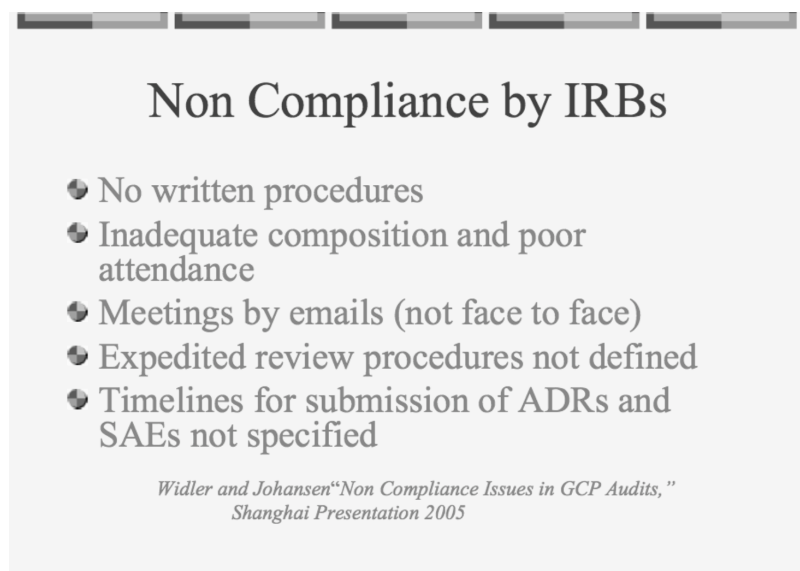 Non Compliance by IRBs
No written procedures
Inadequate composition and poor
attendance
Meetings by emails (not face to face)
Expedited review procedures not defined
Timelines for submission of ADRs and
SAEs not specified
Widler and Johansen“Non Compliance Issues in GCP Audits,”
Shanghai Presentation 2005